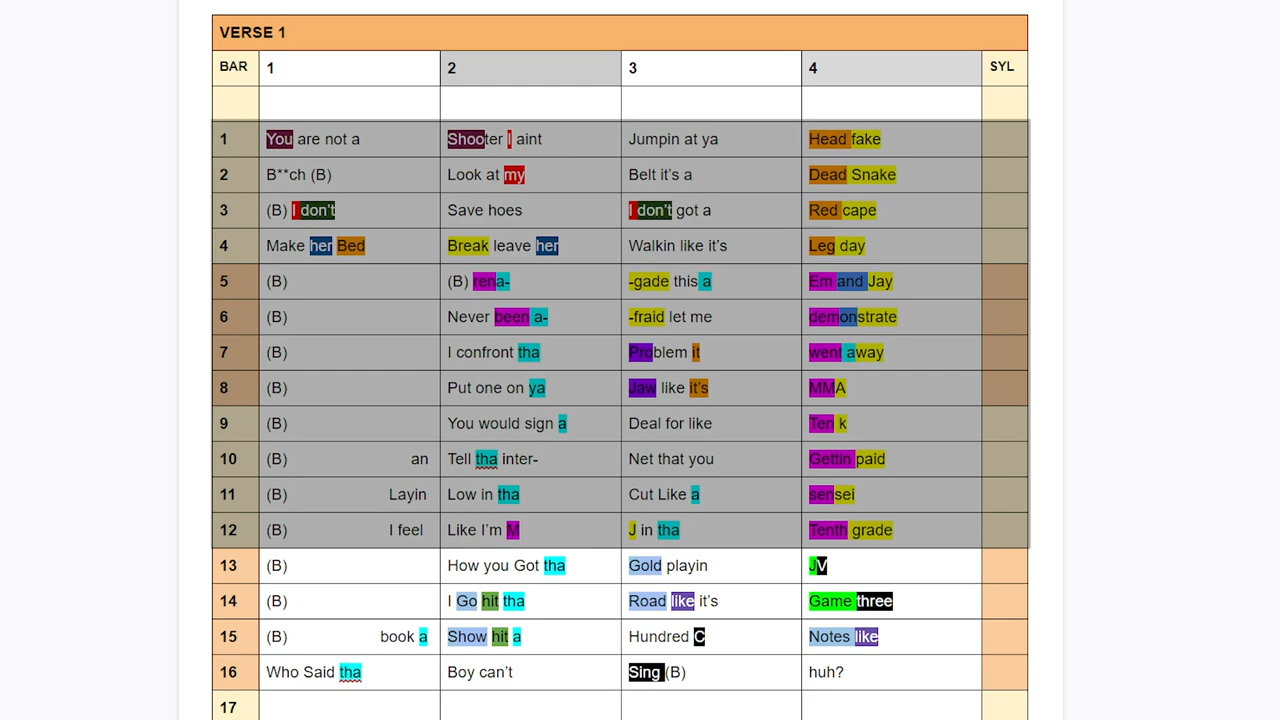 VERSE 1
BAR 1 2 3 4 SYL
1 You are not a Shooter I aint Jumpin at ya Head fake
2 B**ch (B) Look at my Belt it's a Dead Snake
3 (B) I don't Save hoes I don't got a Red cape
4 Make her Bed Break leave her Walkin like it's Leg day
5 (B) (B) rena- -gade this a Em and Jay
6 (B) Never been a- -fraid let me demonstrate
7 (B) I confront tha Problem it went away
8 (B) Put one on ya Jaw like it's MMA
9 (B) You would sign a Deal for like Ten k
10 (B) an Tell tha inter- Net that you Gettin paid
11 (B) Layin Low in tha Cut Like a sensei
12 (B) I feel Like I'm M J in tha Tenth grade
13 (B) How you Got tha Gold playin JV
14 (B) I Go hit tha Road like it's Game three
15 (B) book a Show hit a Hundred C Notes like
16 Who Said tha Boy can't Sing (B) huh?
17